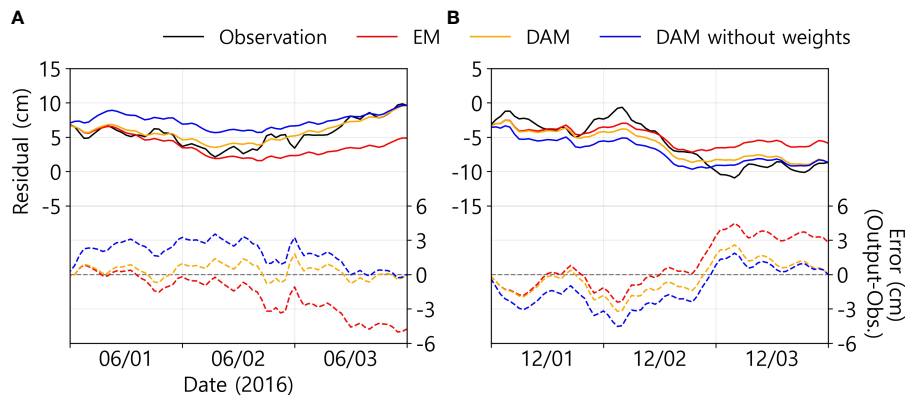 A
B
Observation
EM
DAM
DAM without weights
15
10
5
0
-5
Residual (cm)
6
3
0
-3
-6
06/01
06/02
06/03
Date (2016)
5
0
-5
-10
-15
6
3
0
-3
-6
Error (cm)
(Output-Obs.)
12/01
12/02
12/03